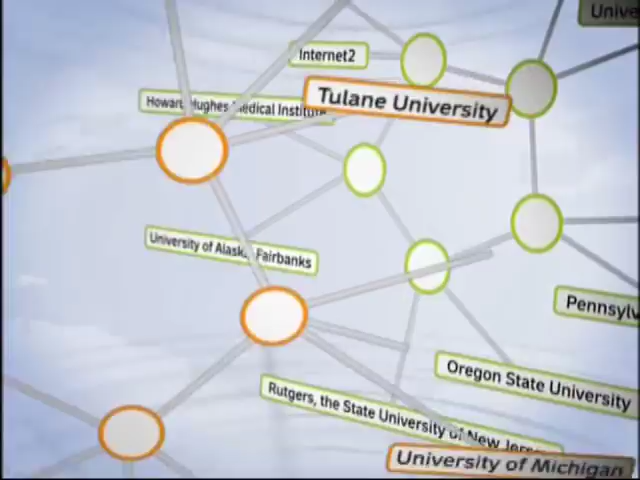 Unive
Internet2
Howard Hughes Medical Institute
Tulane University
University of Alaska Fairbanks
Pennsylv
Oregon State University
Rutgers, the State University of New Jersey
University of Michigan